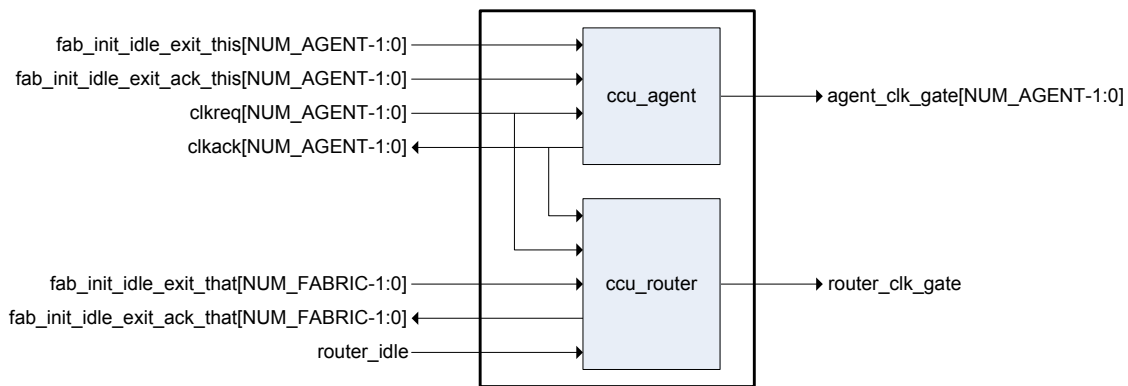 fab_init_idle_exit_this[NUM_AGENT-1:0]
fab_init_idle_exit_ack_this[NUM_AGENT-1:0]
clkreq[NUM_AGENT-1:0]
clkack[NUM_AGENT-1:0]
ccu_agent
agent_clk_gate[NUM_AGENT-1:0]
fab_init_idle_exit_that[NUM_FABRIC-1:0]
fab_init_idle_exit_ack_that[NUM_FABRIC-1:0]
router_idle
ccu_router
router_clk_gate